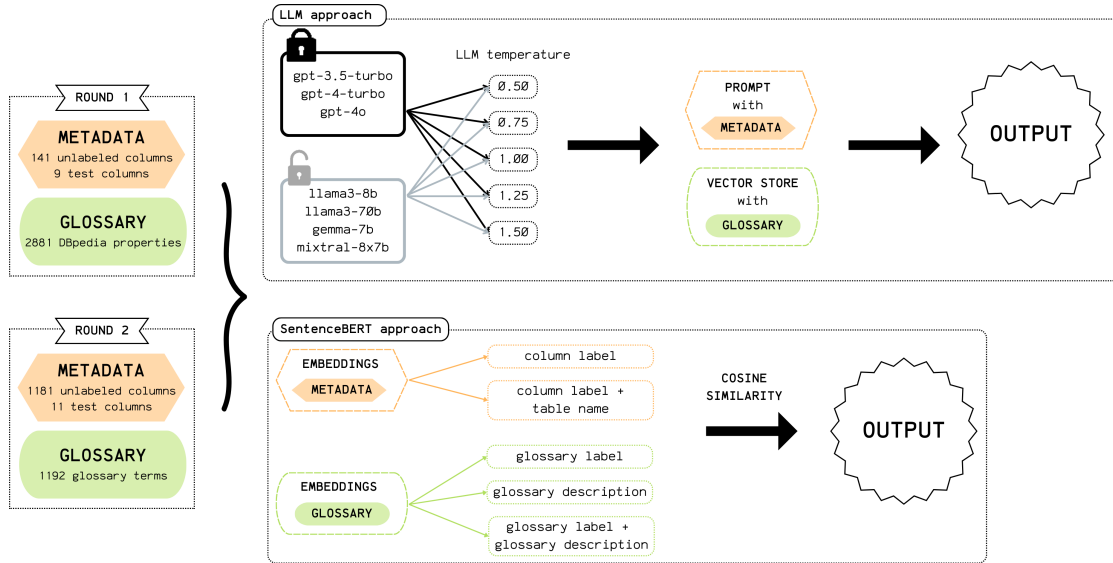 ROUND 1
METADATA
141 unlabeled columns
9 test columns
GLOSSARY
2881 DBpedia properties
ROUND 2
METADATA
1181 unlabeled columns
11 test columns
GLOSSARY
1192 glossary terms
LLM approach
gpt-3.5-turbo
gpt-4-turbo
gpt-4o
llama3-8b
llama3-70b
gemma-7b
mixtral-8x7b
LLM temperature
0.50
0.75
1.00
1.25
1.50
PROMPT
with
METADATA
VECTOR STORE
with
GLOSSARY
OUTPUT
SentenceBERT approach
EMBEDDINGS
METADATA
column label
column label +
table name
EMBEDDINGS
GLOSSARY
glossary label
glossary description
glossary label +
glossary description
COSINE
SIMILARITY
OUTPUT